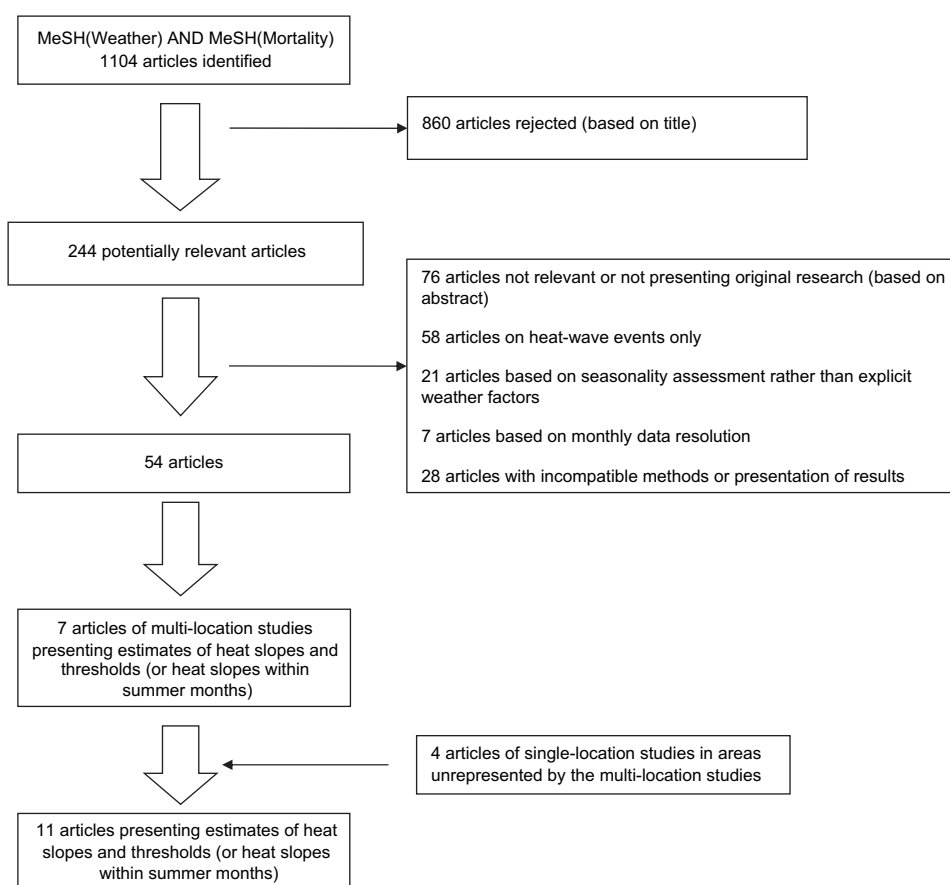 MeSH(Weather) AND MeSH(Mortality)
1104 articles identified
860 articles rejected (based on title)
244 potentially relevant articles
76 articles not relevant or not presenting original research (based on
abstract)
58 articles on heat-wave events only
21 articles based on seasonality assessment rather than explicit
weather factors
7 articles based on monthly data resolution
28 articles with incompatible methods or presentation of results
54 articles
7 articles of multi-location studies
presenting estimates of heat slopes and
thresholds (or heat slopes within
summer months)
4 articles of single-location studies in areas
unrepresented by the multi-location studies
11 articles presenting estimates of heat
slopes and thresholds (or heat slopes
within summer months)